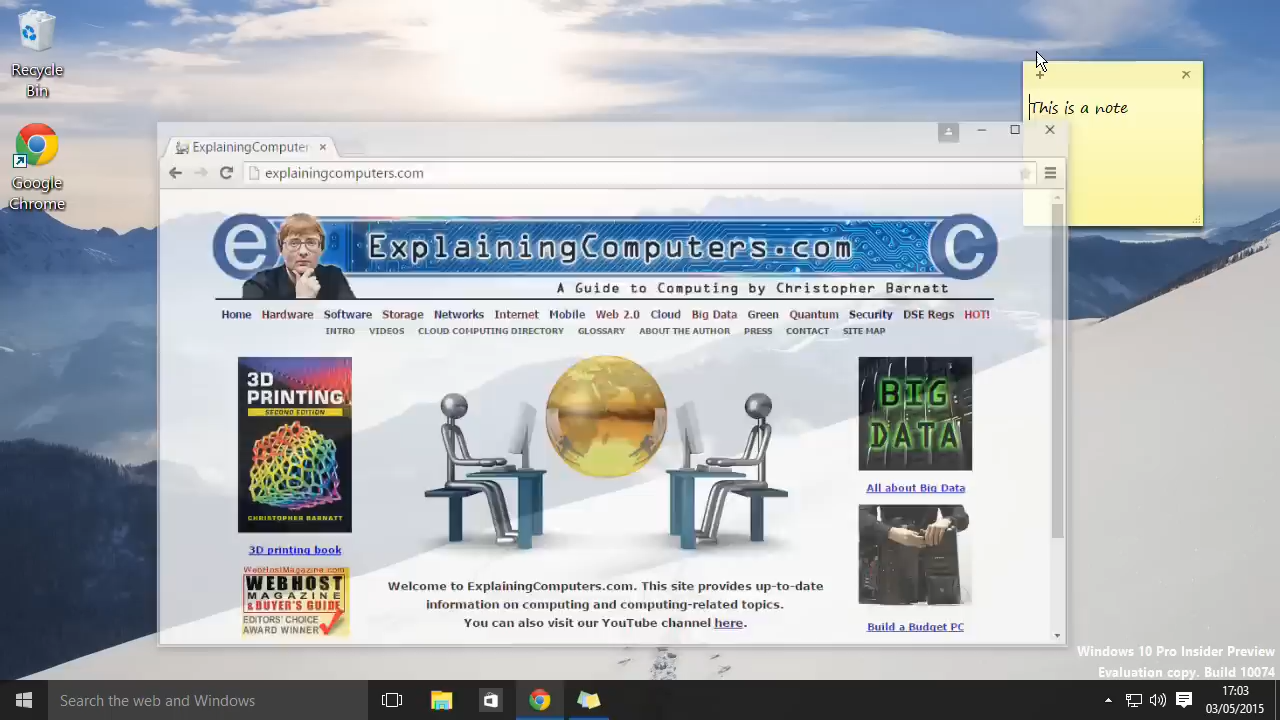 Recycle
Bin
Google
Chrome
This is a note
ExplainingComputer
explainingcomputers.com
e ExplainingComputers.com C
A Guide to Computing by Christopher Barnatt
Home Hardware Software Storage Networks Internet Mobile Web 2.0 Cloud Big Data Green Quantum Security DSE Regs HOT!
INTRO VIDEOS CLOUD COMPUTING DIRECTORY GLOSSARY ABOUT THE AUTHOR PRESS CONTACT SITE MAP
3D
PRINTING
SECOND EDITION
CHRISTOPHER BARNATT
3D printing book
WebHostMagazine.com
WEBHOST
MAGAZINE
& BUYER'S GUIDE
EDITORS' CHOICE
AWARD WINNER
Welcome to ExplainingComputers.com. This site provides up-to-date
information on computing and computing-related topics.
You can also visit our YouTube channel here.
BIG
DATA
All about Big Data
Build a Budget PC
Windows 10 Pro Insider Preview
Evaluation copy. Build 10074
Search the web and Windows
17:03
03/05/2015